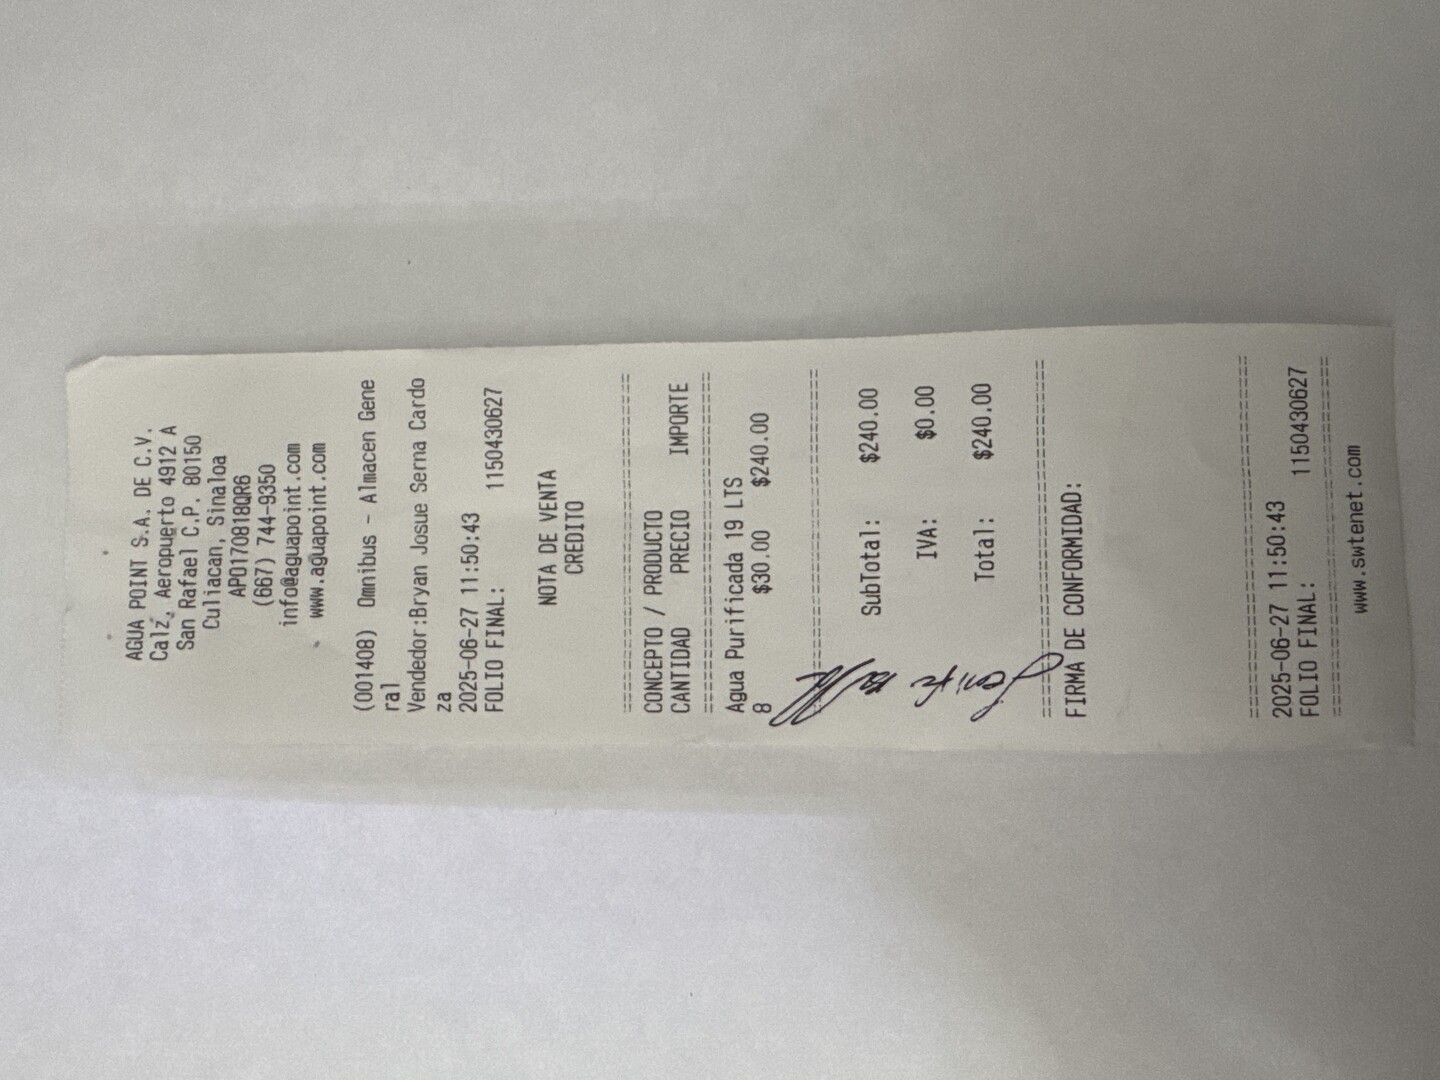 AGUA POINT S.A. DE C.V.
Calz. Aeropuerto 4912 A
San Rafael C.P. 80150
Culiacan, Sinaloa
APO170818QR6
(667) 744-9350
info@aguapoint.com
www.aguapoint.com
(001408) Omnibus - Almacen Gene
ral
Vendedor:Bryan Josue Serna Cardo
za
2025-06-27 11:50:43
FOLIO FINAL: 1150430627
NOTA DE VENTA
CREDITO
================================
CONCEPTO / PRODUCTO
CANTIDAD PRECIO IMPORTE
================================
Agua Purificada 19 LTS
8 $30.00 $240.00
================================
SubTotal: $240.00
IVA: $0.00
Total: $240.00
================================
FIRMA DE CONFORMIDAD:
================================
2025-06-27 11:50:43
FOLIO FINAL: 1150430627
================================
www.swtenet.com